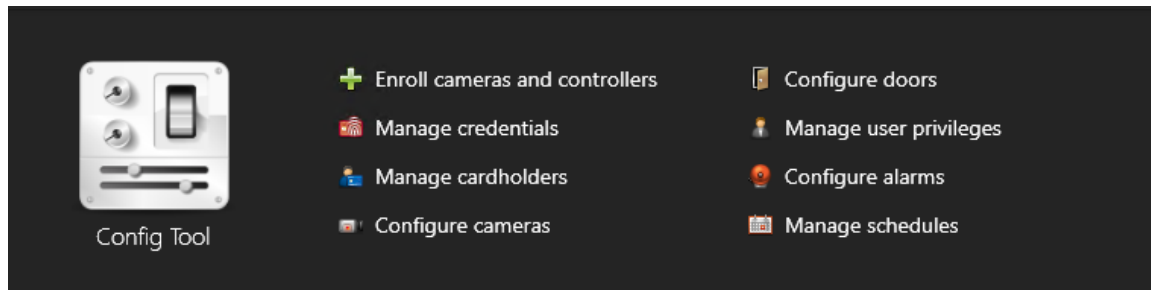 Config Tool
Enroll cameras and controllers
Manage credentials
Manage cardholders
Configure cameras
Configure doors
Manage user privileges
Configure alarms
Manage schedules